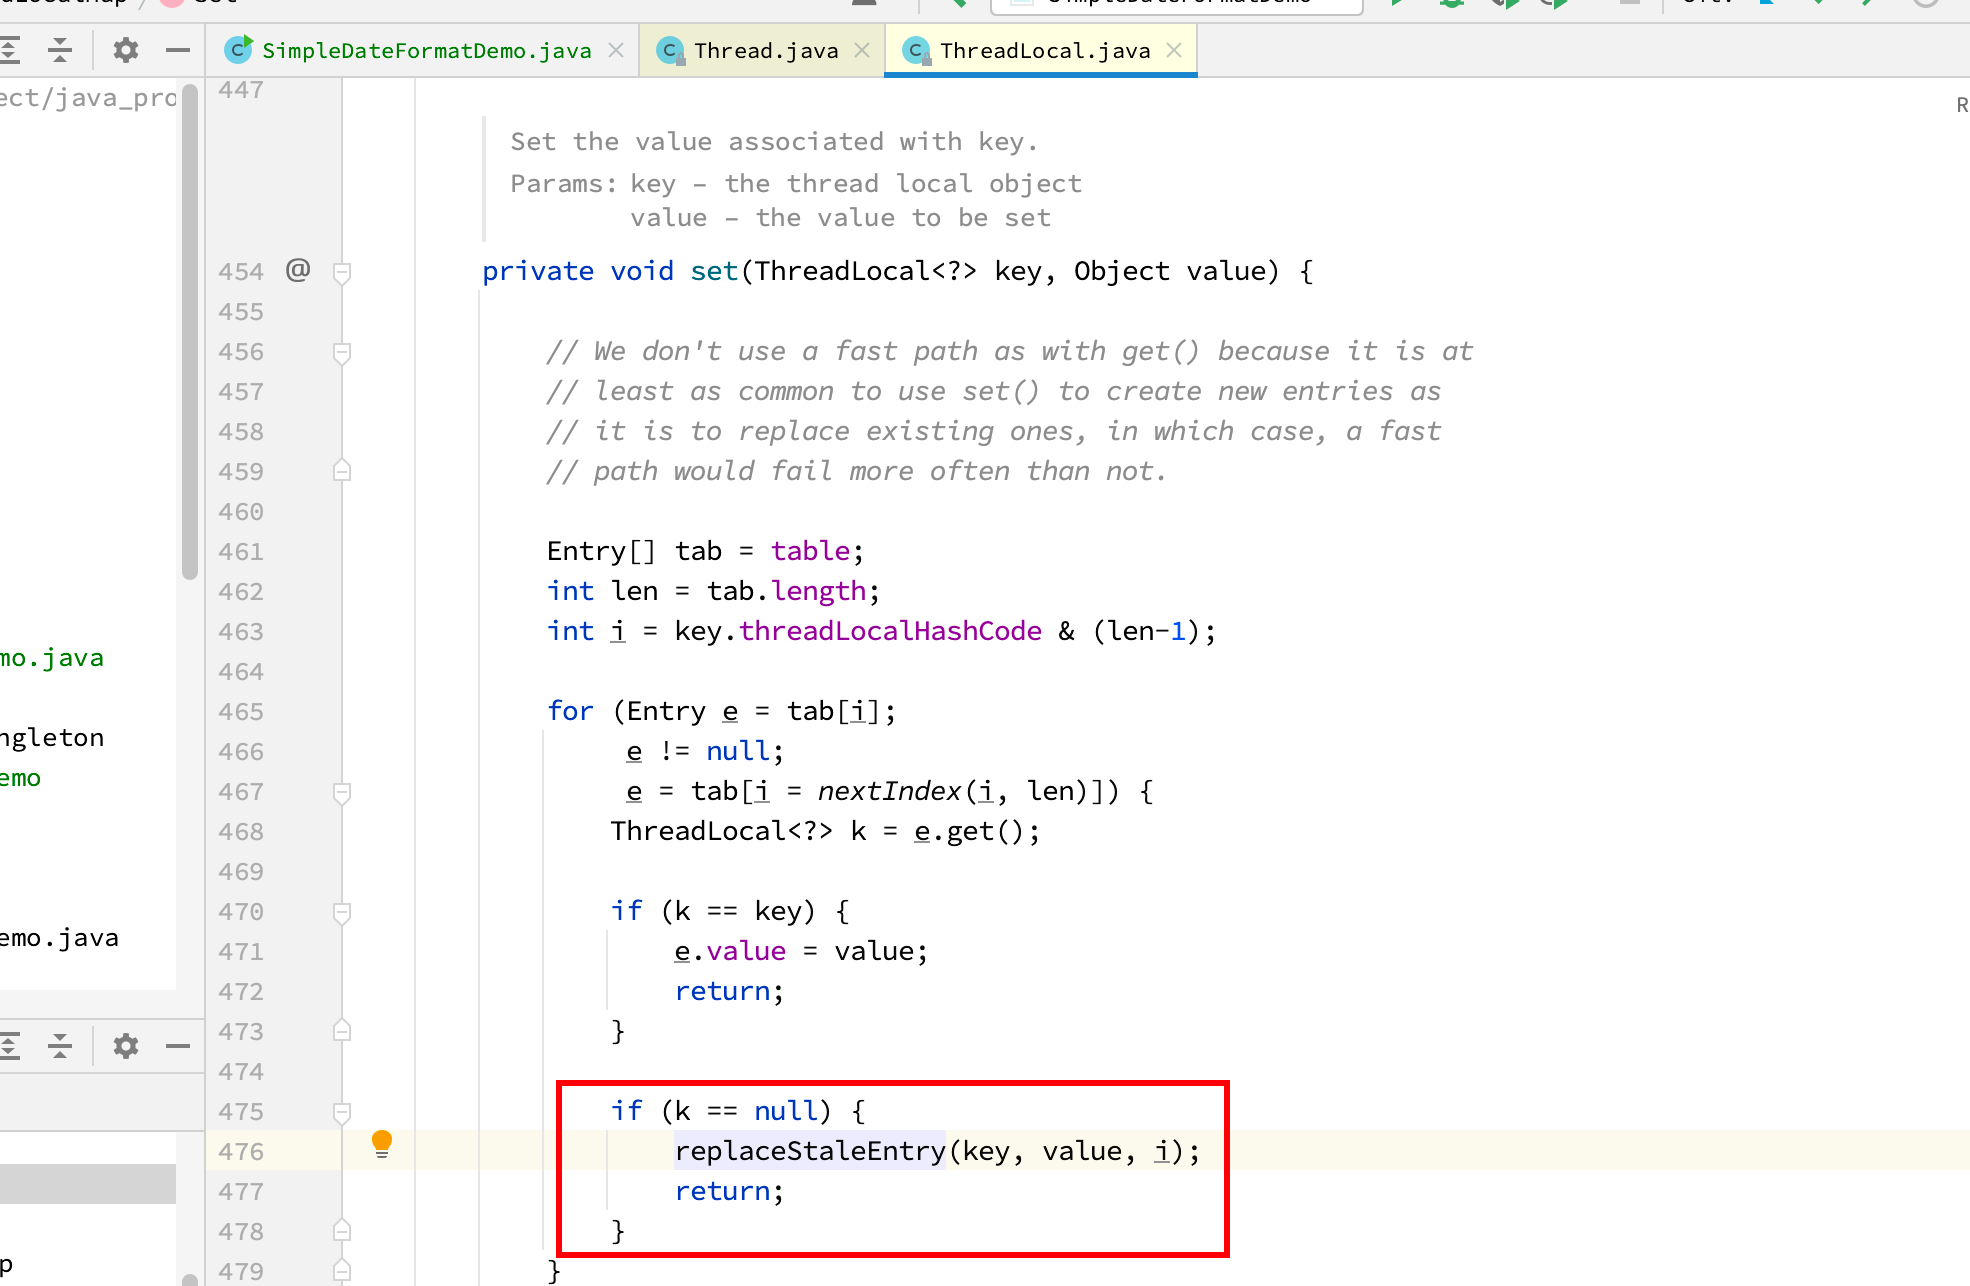 SimpleDateFormatDemo.java
Thread.java
ThreadLocal.java
ect/java_pro
mo.java
ngleton
emo
emo.java
p
R
447
Set the value associated with key.
Params: key – the thread local object
value – the value to be set
454 @ private void set(ThreadLocal<?> key, Object value) {
455
456 // We don't use a fast path as with get() because it is at
457 // least as common to use set() to create new entries as
458 // it is to replace existing ones, in which case, a fast
459 // path would fail more often than not.
460
461 Entry[] tab = table;
462 int len = tab.length;
463 int i = key.threadLocalHashCode & (len-1);
464
465 for (Entry e = tab[i];
466 e != null;
467 e = tab[i = nextIndex(i, len)]) {
468 ThreadLocal<?> k = e.get();
469
470 if (k == key) {
471 e.value = value;
472 return;
473 }
474
475 if (k == null) {
476 replaceStaleEntry(key, value, i);
477 return;
478 }
479 }